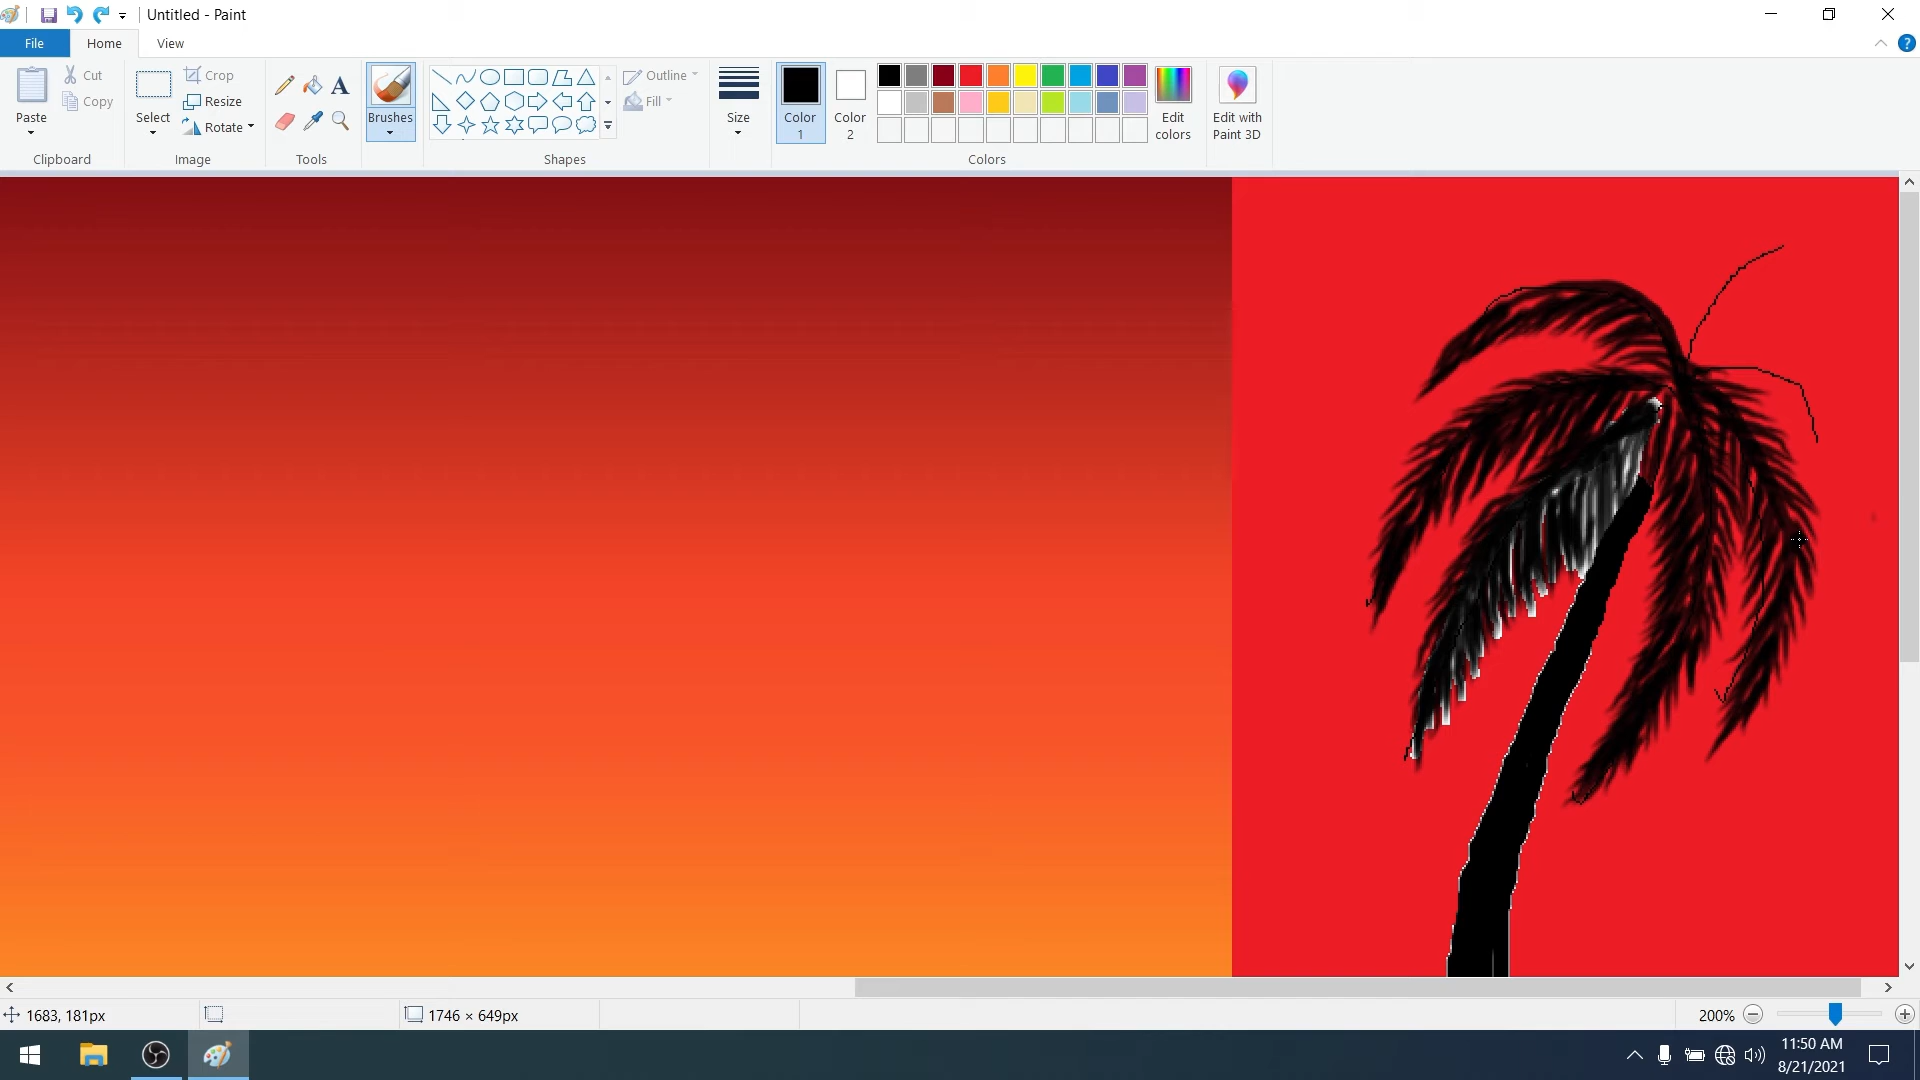 Untitled - Paint
File Home View
Paste
Cut
Copy
Clipboard
Select
Crop
Resize
Rotate
Image
A
Tools
Brushes
Outline
Fill
Shapes
Size
Color 1
Color 2
Edit colors
Colors
Edit with Paint 3D
?
1683, 181px
1746 × 649px
200%
11:50 AM
8/21/2021